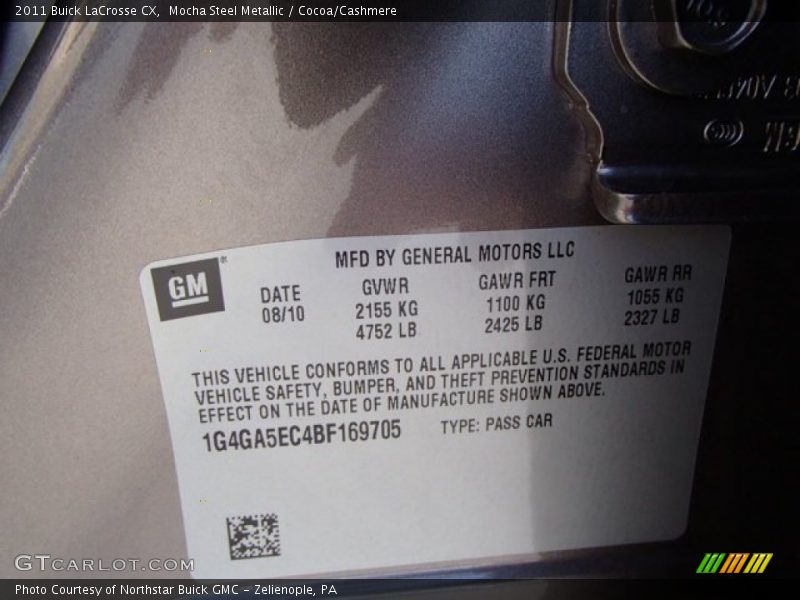 2011 Buick LaCrosse CX, Mocha Steel Metallic / Cocoa/Cashmere
MFD BY GENERAL MOTORS LLC
GM
DATE GVWR GAWR FRT GAWR RR
08/10 2155 KG 1100 KG 1055 KG
4752 LB 2425 LB 2327 LB
THIS VEHICLE CONFORMS TO ALL APPLICABLE U.S. FEDERAL MOTOR
VEHICLE SAFETY, BUMPER, AND THEFT PREVENTION STANDARDS IN
EFFECT ON THE DATE OF MANUFACTURE SHOWN ABOVE.
1G4GA5EC4BF169705 TYPE: PASS CAR
GTCARLOT.COM
Photo Courtesy of Northstar Buick GMC – Zelienople, PA